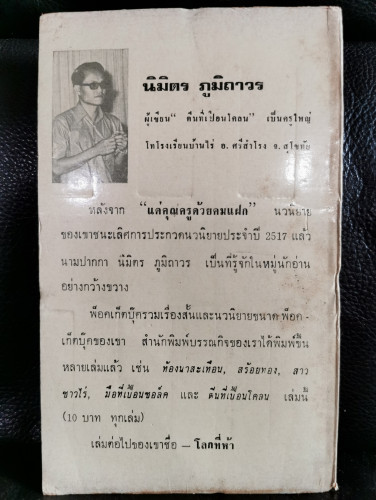 นิมิตร ภูมิถาวร
ผู้เขียน “ตีนที่เปื้อนโคลน” เป็นครูใหญ่
โรงเรียนบ้านไร่ อ. ศรีสำโรง จ. สุโขทัย
หลังจาก “แด่คุณครูด้วยคมแฝก” นวนิยาย
ของเขาชนะเลิศการประกวดนวนิยายประจำปี 2517 แล้ว
นามปากกา นิมิตร ภูมิถาวร เป็นที่รู้จักในหมู่นักอ่าน
อย่างกว้างขวาง
พ็อคเก็ตบุ๊ครวมเรื่องสั้นและนวนิยายขนาดพ็อค-
เก็ตบุ๊คของเขา สำนักพิมพ์บรรณกิจของเราได้พิมพ์ขึ้น
หลายเล่มแล้ว เช่น ท้องนาสะเทือน, สร้อยทอง, สาว
ชาวไร่, มือที่เปื้อนชอล์ค และ ตีนที่เปื้อนโคลน เล่มนี้
(10 บาท ทุกเล่ม)
เล่มต่อไปของเขาชื่อ — โลกที่ห้า